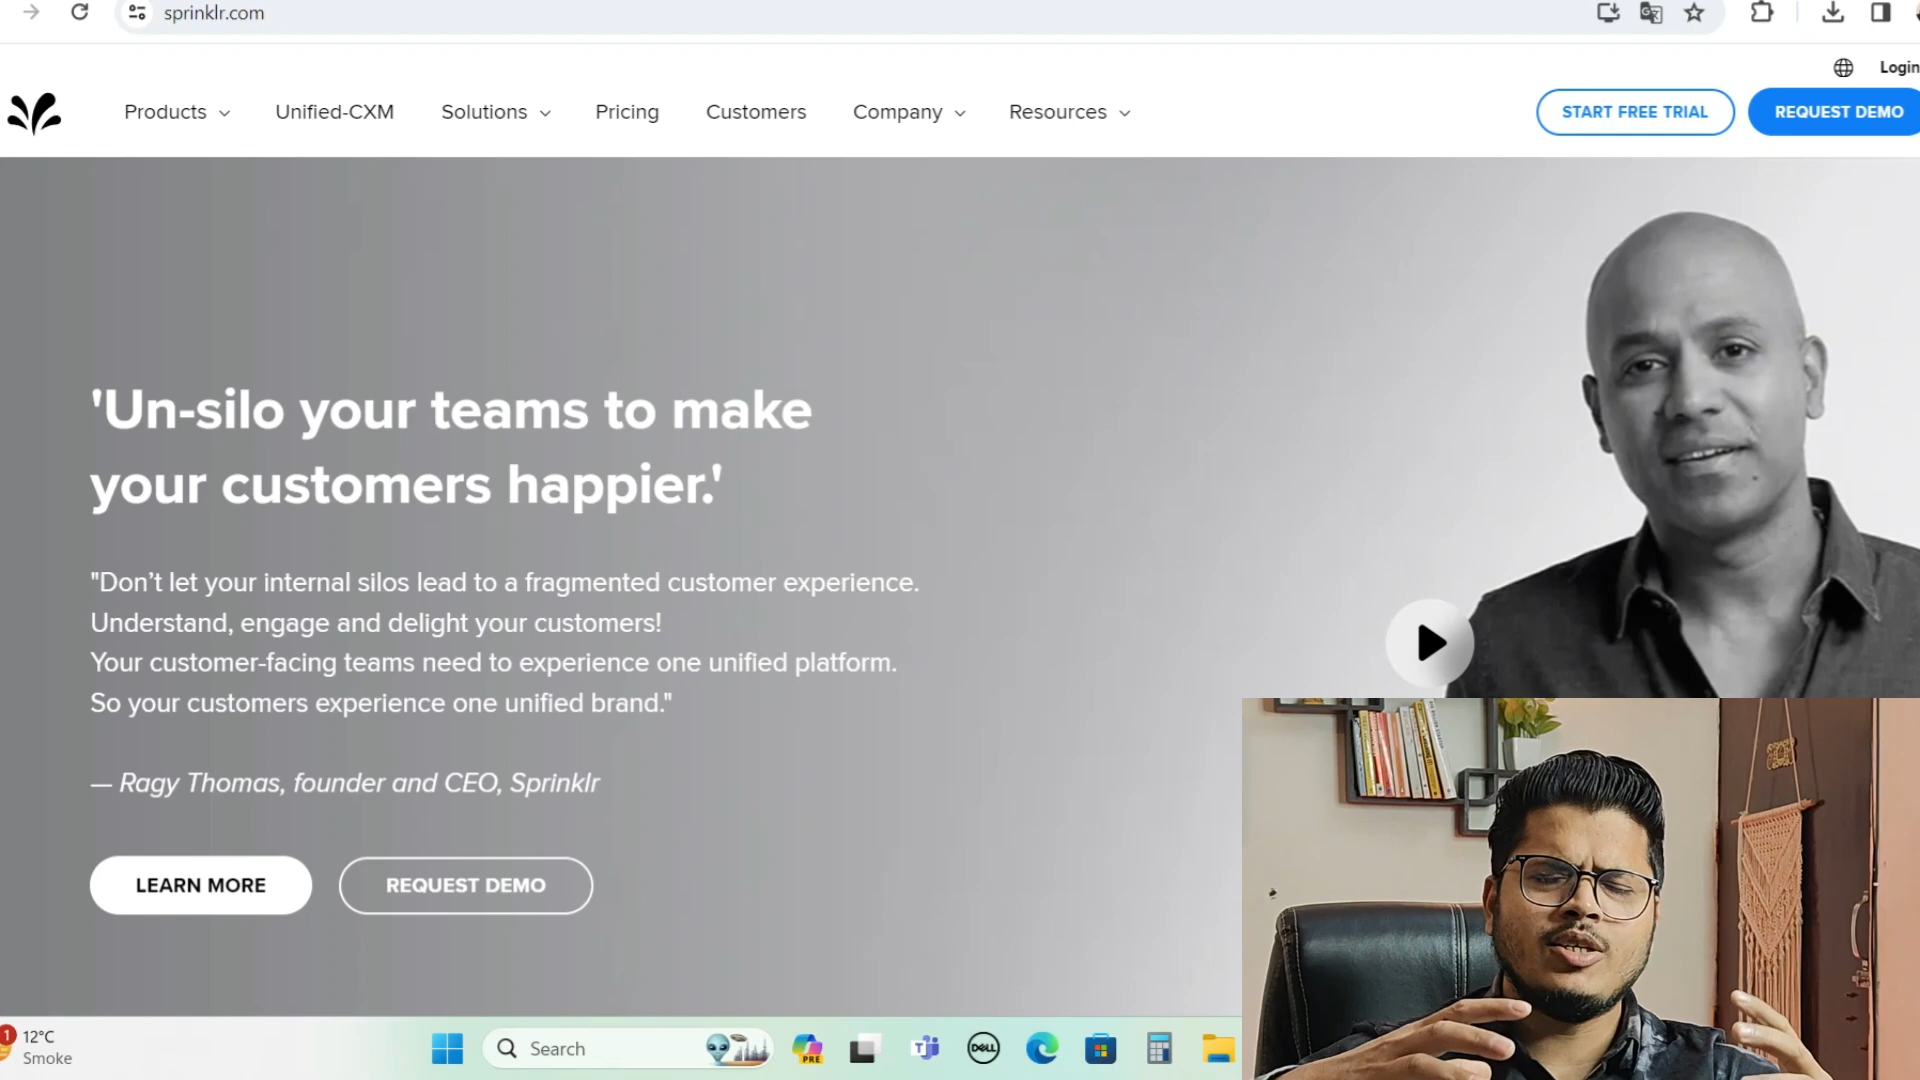 sprinklr.com
Login
Products
Unified-CXM
Solutions
Pricing
Customers
Company
Resources
START FREE TRIAL
REQUEST DEMO
'Un-silo your teams to make
your customers happier.'
"Don’t let your internal silos lead to a fragmented customer experience.
Understand, engage and delight your customers!
Your customer-facing teams need to experience one unified platform.
So your customers experience one unified brand."
— Ragy Thomas, founder and CEO, Sprinklr
LEARN MORE
REQUEST DEMO
1
12°C
Smoke
Search
PRE
DELL